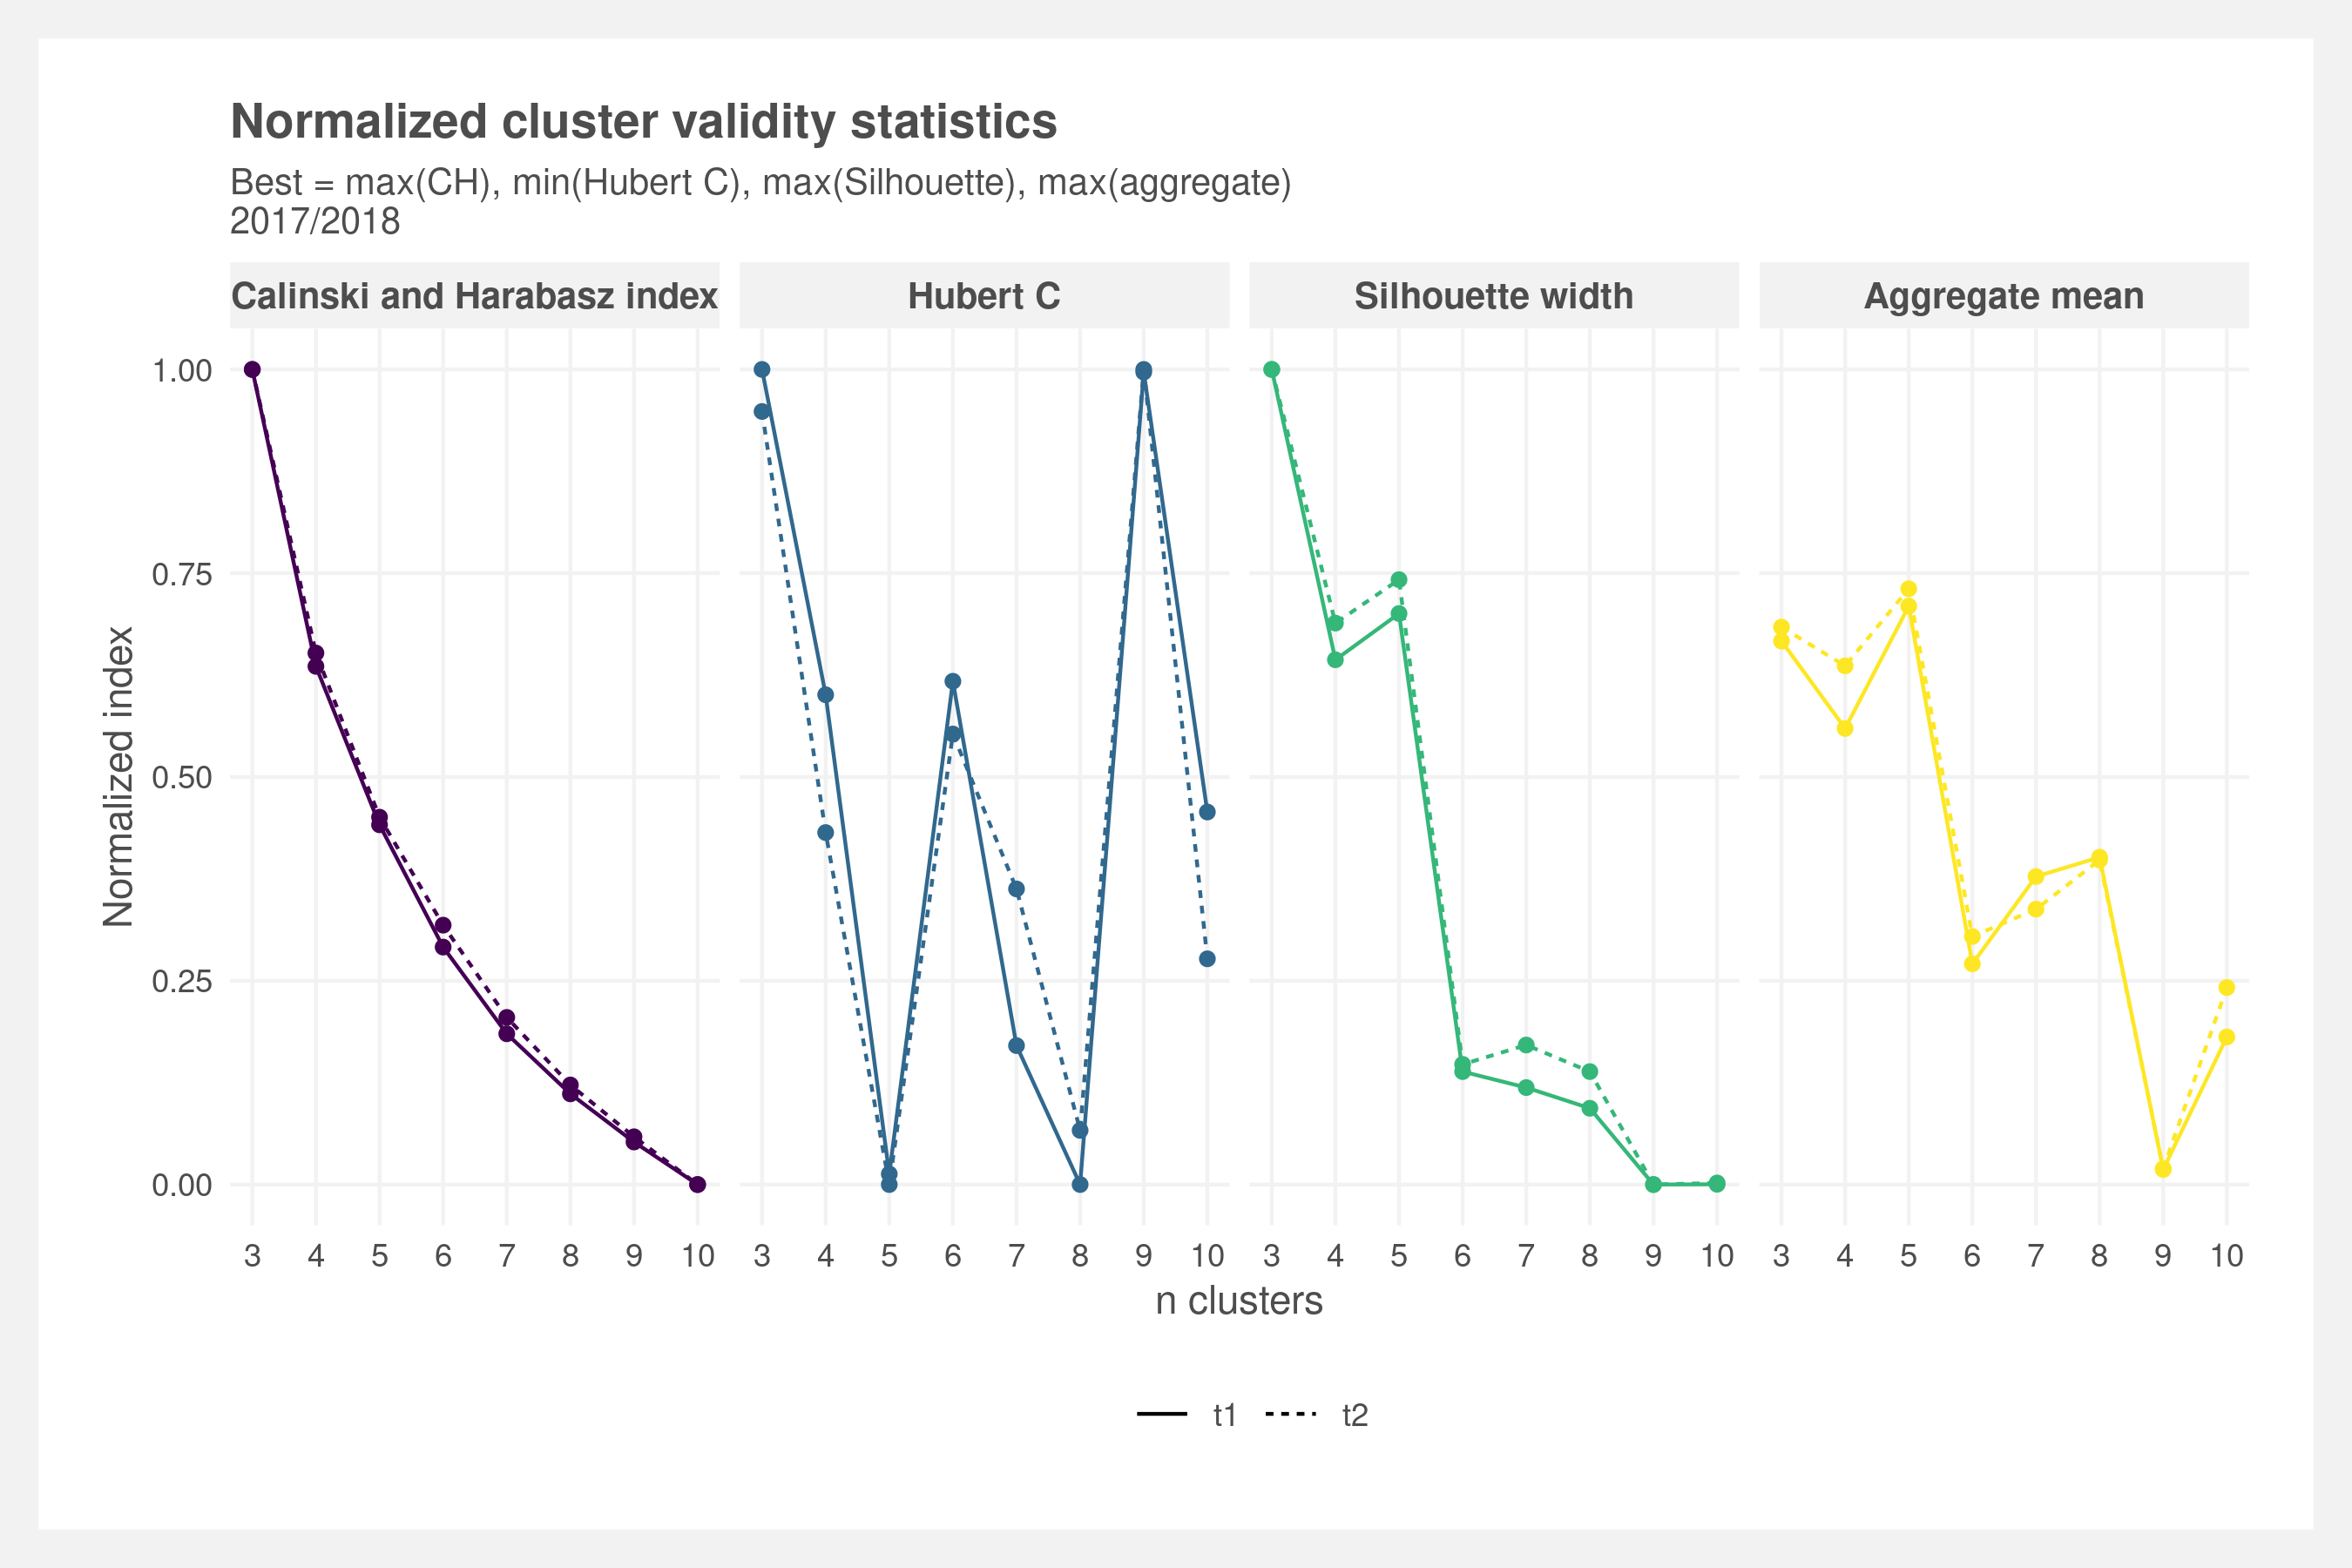 Normalized cluster validity statistics
Best = max(CH), min(Hubert C), max(Silhouette), max(aggregate)
2017/2018
Calinski and Harabasz index Hubert C Silhouette width Aggregate mean
Normalized index
1.00
0.75
0.50
0.25
0.00
3 4 5 6 7 8 9 10 3 4 5 6 7 8 9 10 3 4 5 6 7 8 9 10 3 4 5 6 7 8 9 10
n clusters
t1 t2